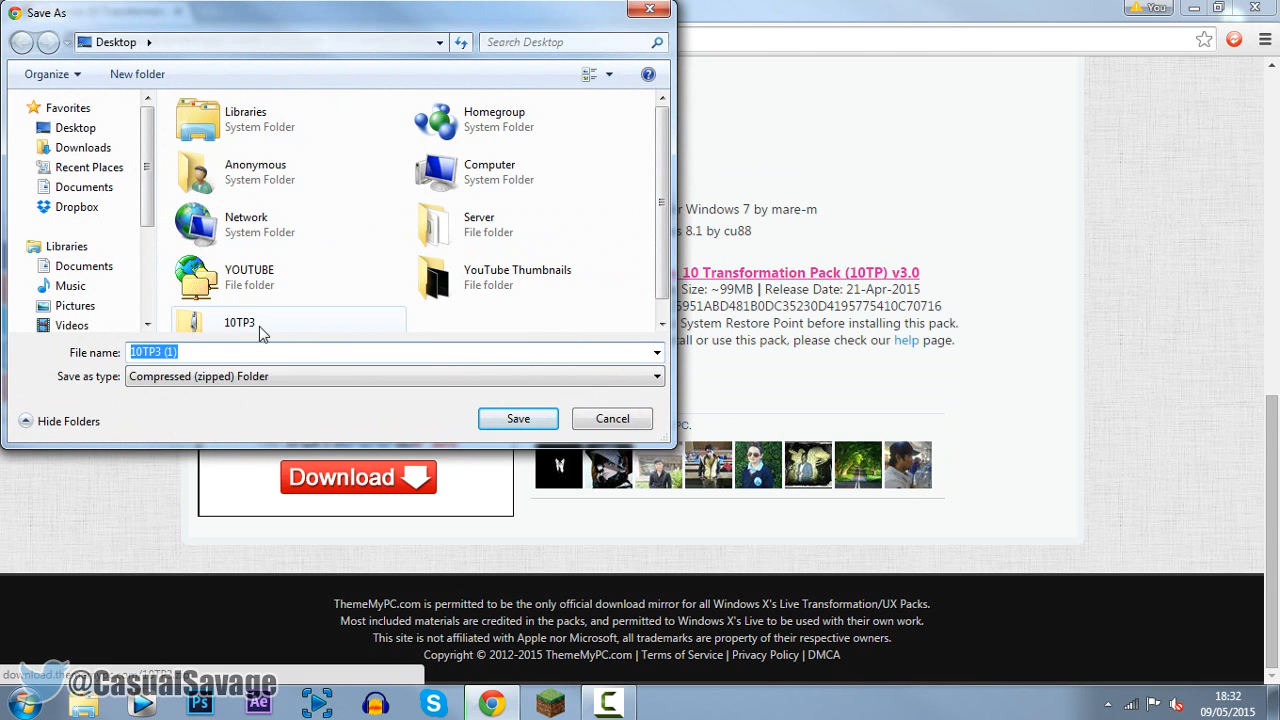 Save As
You
Desktop
Search Desktop
Organize
New folder
Favorites
Desktop
Downloads
Recent Places
Documents
Dropbox
Libraries
Documents
Music
Pictures
Videos
Libraries
System Folder
Homegroup
System Folder
Anonymous
System Folder
Computer
System Folder
Network
System Folder
Server
File folder
YOUTUBE
File folder
YouTube Thumbnails
File folder
10TP3
File name:
10TP3 (1)
Save as type:
Compressed (zipped) Folder
Hide Folders
Save
Cancel
r Windows 7 by mare-m
s 8.1 by cu88
10 Transformation Pack (10TP) v3.0
Size: ~99MB | Release Date: 21-Apr-2015
5951ABD481B0DC35230D4195775410C70716
System Restore Point before installing this pack.
tall or use this pack, please check our help page.
PC.
Download
ThemeMyPC.com is permitted to be the only official download mirror for all Windows X's Live Transformation/UX Packs.
Most included materials are credited in the packs, and permitted to Windows X's Live to be used with their own work.
This site is not affiliated with Apple nor Microsoft, all trademarks are property of their respective owners.
Copyright © 2012-2015 ThemeMyPC.com | Terms of Service | Privacy Policy | DMCA
@CasualSavage
Ps
Ae
18:32
09/05/2015